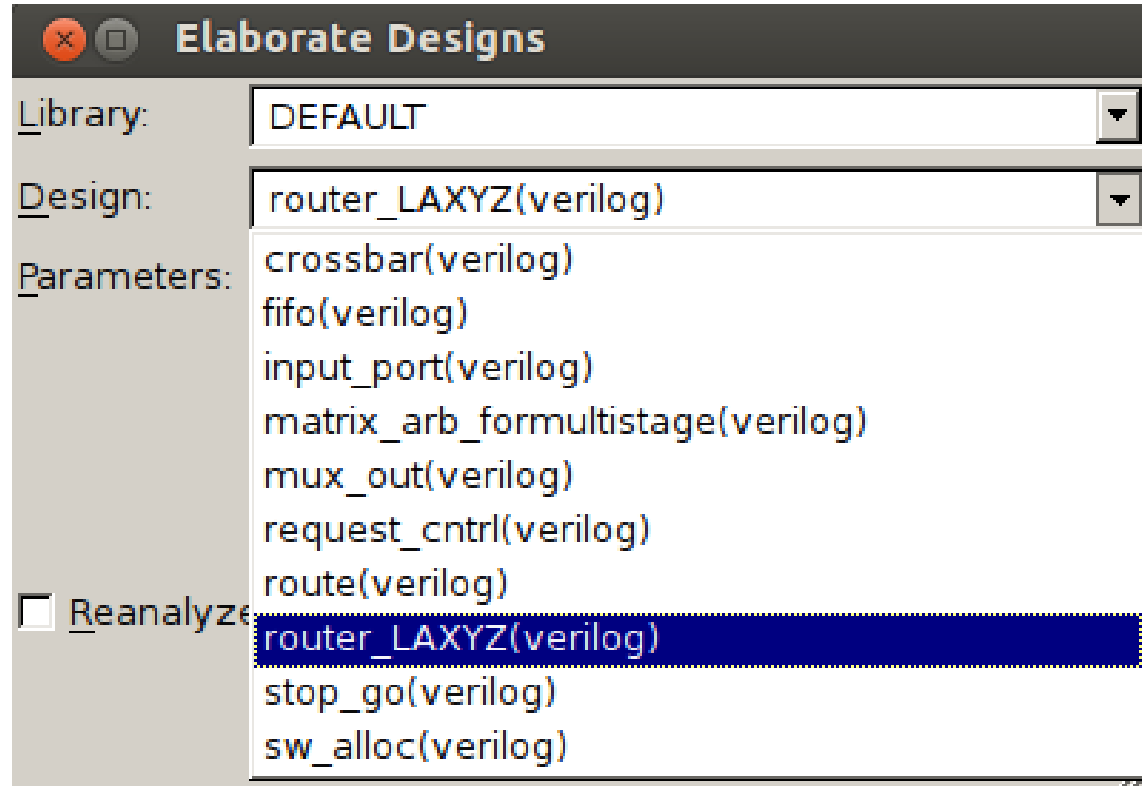 Elaborate Designs
Library: DEFAULT
Design: router_LAXYZ(verilog)
Parameters:
crossbar(verilog)
fifo(verilog)
input_port(verilog)
matrix_arb_formultistage(verilog)
mux_out(verilog)
request_cntrl(verilog)
route(verilog)
Reanalyze
router_LAXYZ(verilog)
stop_go(verilog)
sw_alloc(verilog)